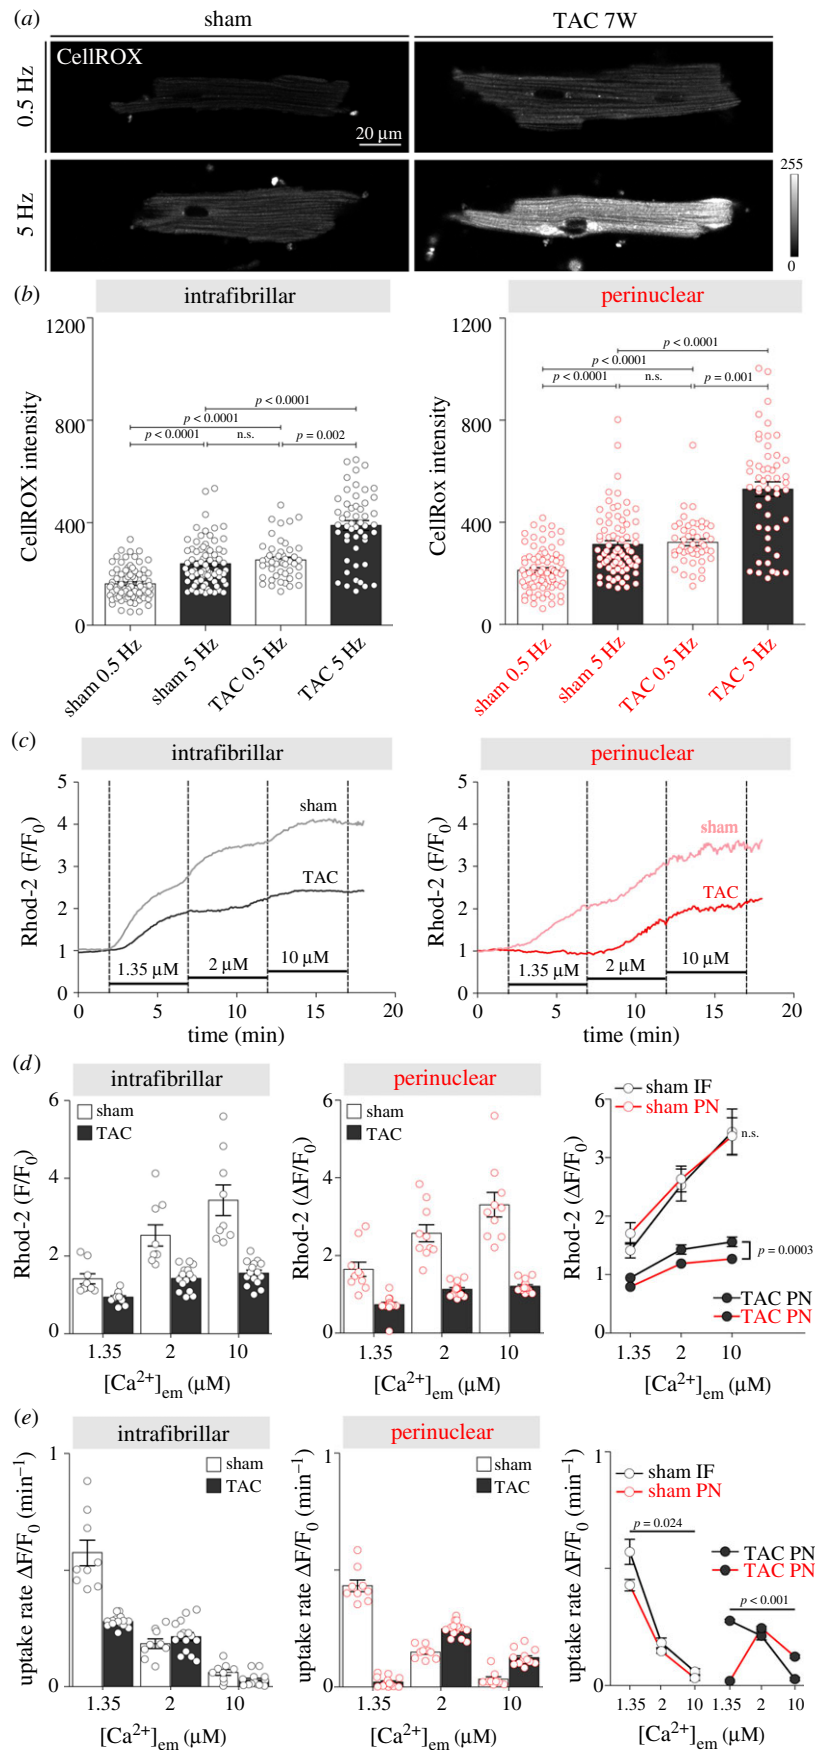 (a)
sham
TAC 7W
0.5 Hz
CellROX
20 µm
5 Hz
255
0
(b)
intrafibrillar
perinuclear
1200
800
400
0
CellROX intensity
p < 0.0001
p < 0.0001
p < 0.0001
n.s.
p = 0.002
sham 0.5 Hz
sham 5 Hz
TAC 0.5 Hz
TAC 5 Hz
1200
800
400
0
CellRox intensity
p < 0.0001
p < 0.0001
p < 0.0001
n.s.
p = 0.001
sham 0.5 Hz
sham 5 Hz
TAC 0.5 Hz
TAC 5 Hz
(c)
intrafibrillar
perinuclear
5
4
3
2
1
0
Rhod-2 (F/F0)
sham
TAC
1.35 µM
2 µM
10 µM
0
5
10
15
20
time (min)
5
4
3
2
1
0
Rhod-2 (F/F0)
sham
TAC
1.35 µM
2 µM
10 µM
0
5
10
15
20
time (min)
(d)
intrafibrillar
perinuclear
6
4
2
0
Rhod-2 (F/F0)
sham
TAC
1.35
2
10
[Ca2+]em (µM)
6
4
2
0
Rhod-2 (ΔF/F0)
sham
TAC
1.35
2
10
[Ca2+]em (µM)
6
3
2
1
0
Rhod-2 (ΔF/F0)
sham IF
sham PN
n.s.
p = 0.0003
TAC PN
TAC PN
1.35
2
10
[Ca2+]em (µM)
(e)
intrafibrillar
perinuclear
1
0
uptake rate ΔF/F0 (min−1)
sham
TAC
1.35
2
10
[Ca2+]em (µM)
1
0
uptake rate ΔF/F0 (min−1)
sham
TAC
1.35
2
10
[Ca2+]em (µM)
1
0
uptake rate ΔF/F0 (min−1)
sham IF
sham PN
p = 0.024
TAC PN
TAC PN
p < 0.001
1.35
2
10
1.35
2
10
[Ca2+]em (µM)